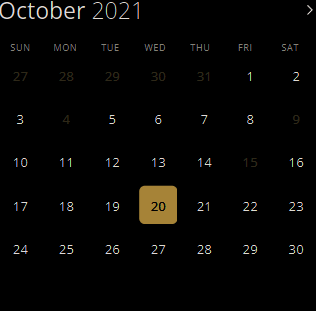 October 2021
SUN MON TUE WED THU FRI SAT
27 28 29 30 31 1 2
3 4 5 6 7 8 9
10 11 12 13 14 15 16
17 18 19 20 21 22 23
24 25 26 27 28 29 30